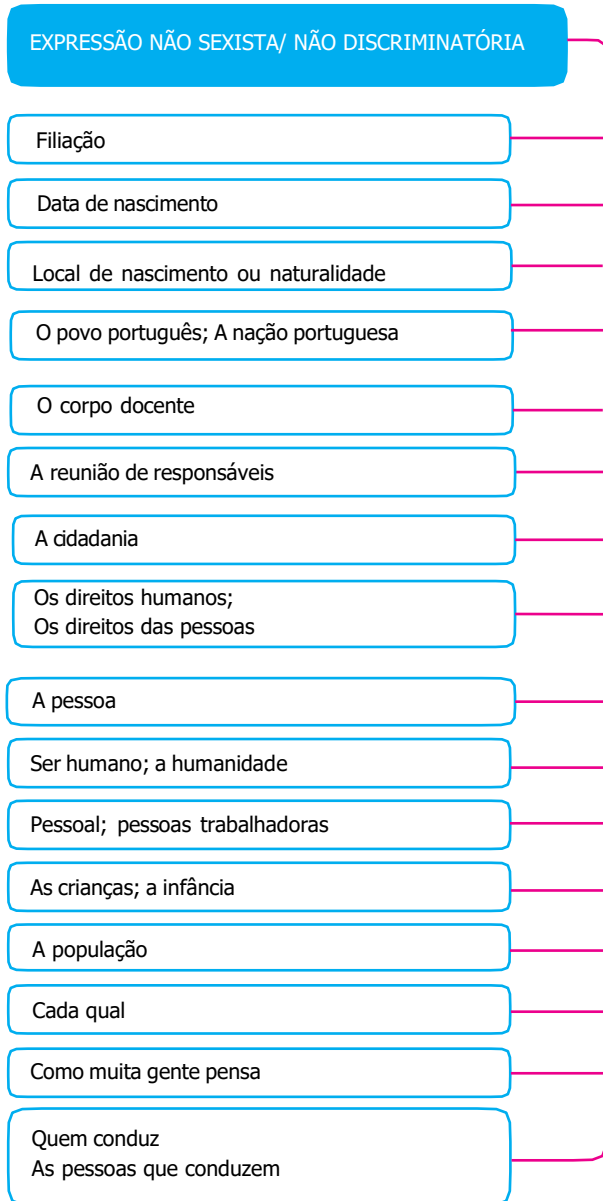 EXPRESSÃO NÃO SEXISTA/ NÃO DISCRIMINATÓRIA
Filiação
Data de nascimento
Local de nascimento ou naturalidade
O povo português; A nação portuguesa
O corpo docente
A reunião de responsáveis
A cidadania
Os direitos humanos;
Os direitos das pessoas
A pessoa
Ser humano; a humanidade
Pessoal; pessoas trabalhadoras
As crianças; a infância
A população
Cada qual
Como muita gente pensa
Quem conduz
As pessoas que conduzem